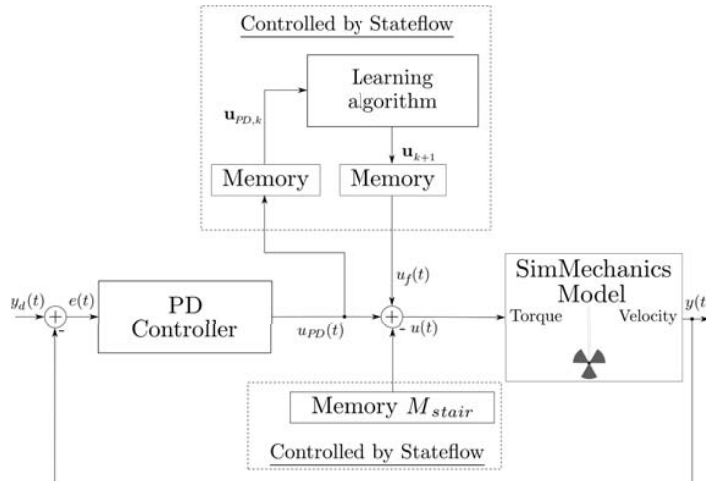 Controlled by Stateflow
Learning
algorithm
u_{PD,k}
u_{k+1}
Memory
Memory
y_d(t)
e(t)
PD
Controller
u_{PD}(t)
u_f(t)
u(t)
SimMechanics
Model
Torque
Velocity
y(t
+
-
+
-
Memory M_{stair}
Controlled by Stateflow